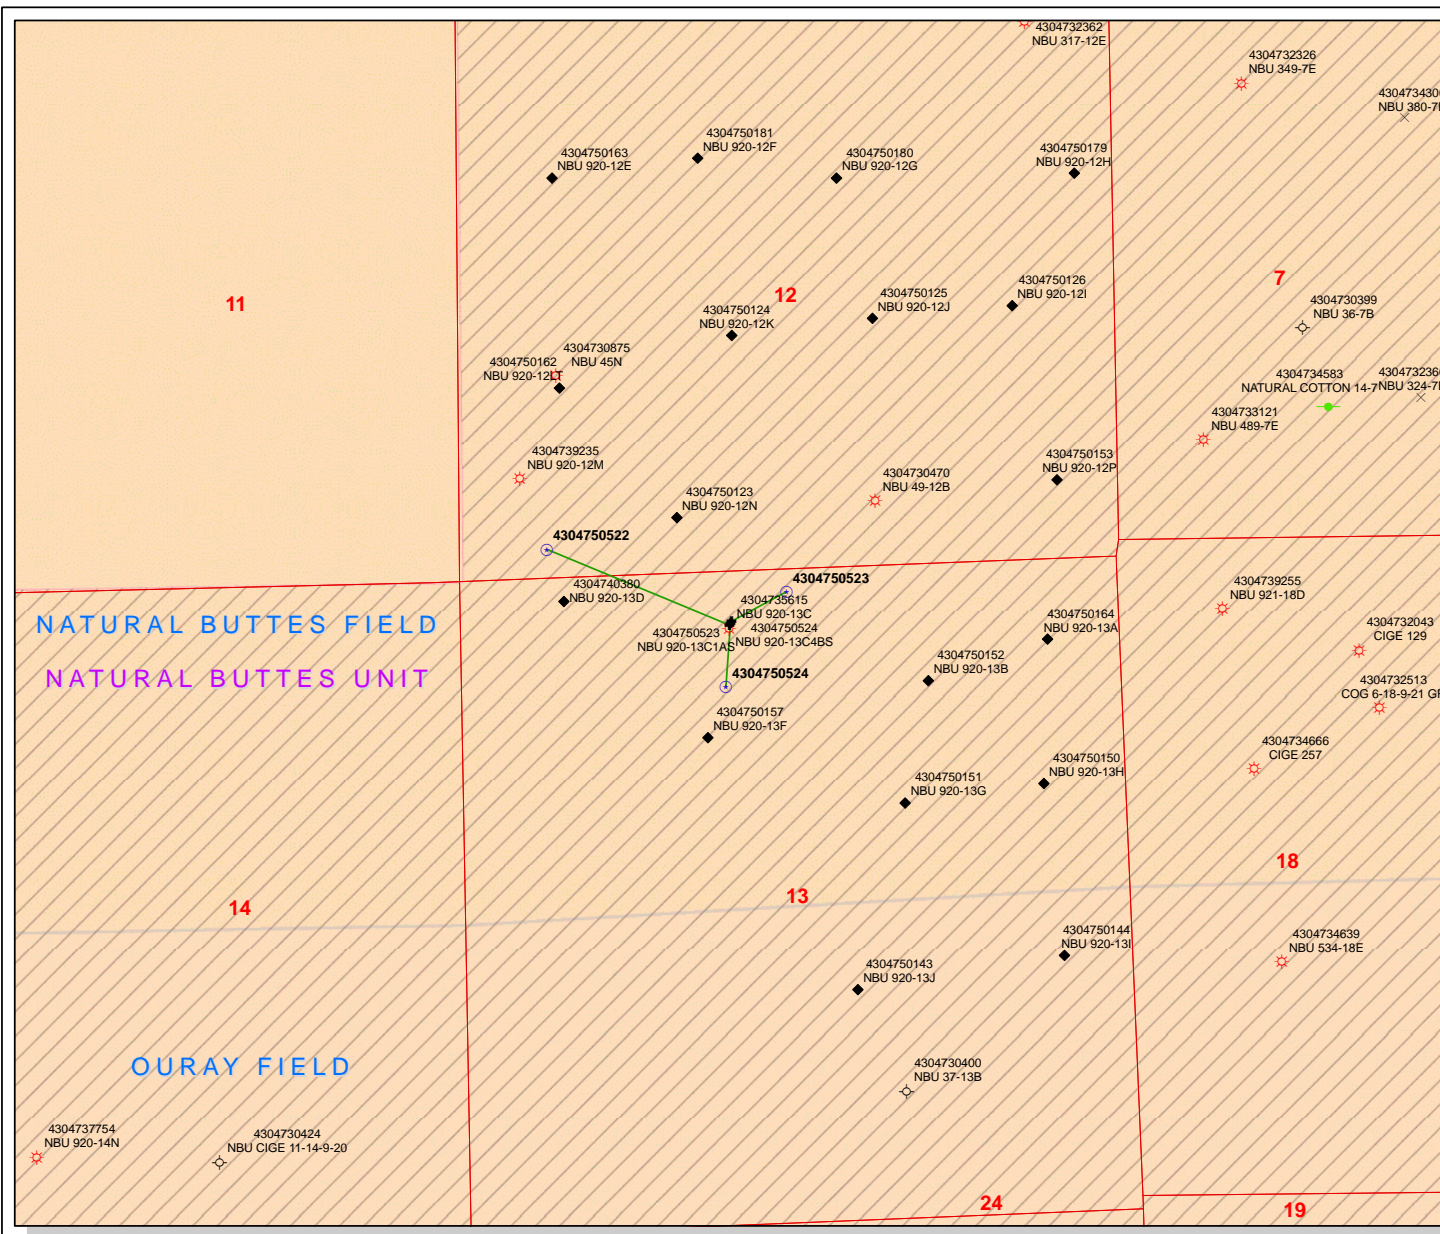 4304732362
NBU 317-12E
4304732326
NBU 349-7E
NBU 380-7
4304750181
NBU 920-12F
4304750163
NBU 920-12E
4304750180
NBU 920-12G
4304750179
NBU 920-12H
11
12
7
4304750126
NBU 920-12I
4304750125
NBU 920-12J
4304750124
NBU 920-12K
4304730399
NBU 36-7B
4304730875
NBU 45N
4304750162
NBU 920-12LT
4304734583
NATURAL COTTON 14-7
NBU 324-7
4304733121
NBU 489-7E
4304739235
NBU 920-12M
4304730470
NBU 49-12B
4304750153
NBU 920-12P
4304750123
NBU 920-12N
4304750522
4304750523
4304740380
NBU 920-13D
4304735615
NBU 920-13C
4304750523
NBU 920-13C1AS
4304750524
NBU 920-13C4BS
4304750164
NBU 920-13A
4304739255
NBU 921-18D
4304732043
CIGE 129
NATURAL BUTTES FIELD
NATURAL BUTTES UNIT
4304750152
NBU 920-13B
4304750524
4304732513
COG 6-18-9-21 G
4304750157
NBU 920-13F
4304734666
CIGE 257
4304750150
NBU 920-13H
4304750151
NBU 920-13G
18
13
14
4304750144
NBU 920-13I
4304734639
NBU 534-18E
4304750143
NBU 920-13J
OURAY FIELD
4304730400
NBU 37-13B
4304737754
NBU 920-14N
4304730424
NBU CIGE 11-14-9-20
24
19